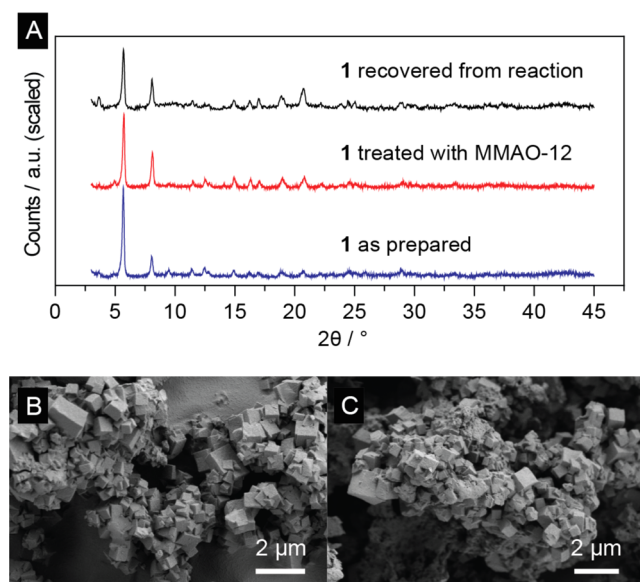 A
Counts / a.u. (scaled)
1 recovered from reaction
1 treated with MMAO-12
1 as prepared
0 5 10 15 20 25 30 35 40 45
2θ / °
B
2 μm
C
2 μm